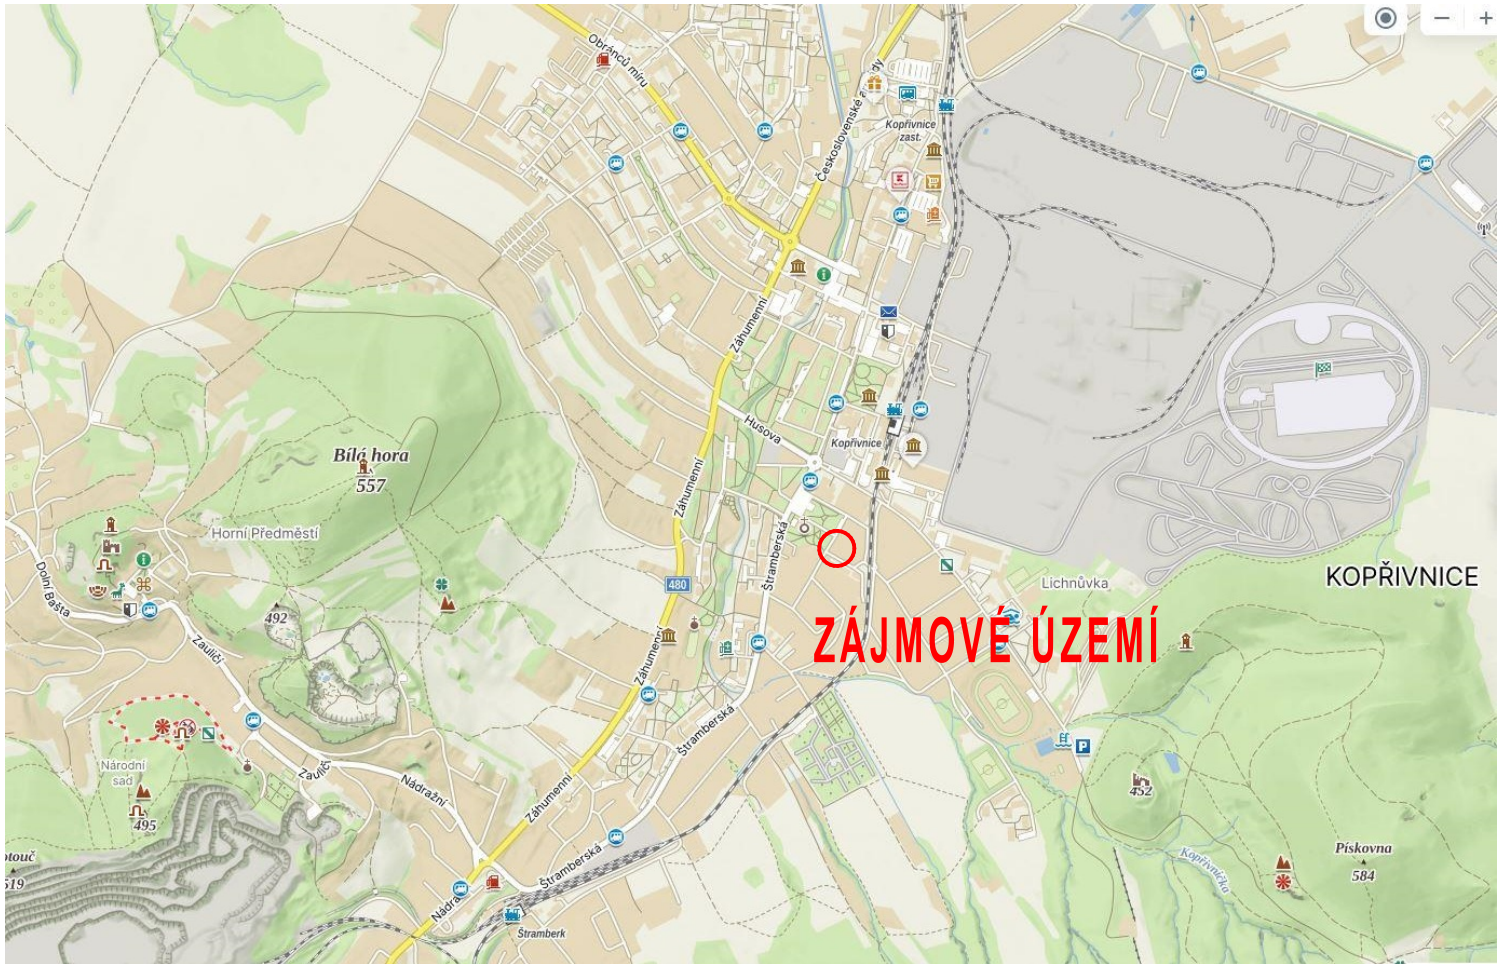 Obránců míru
Československé
Kopřivnice
zast.
Záhumenní
Husova
Kopřivnice
Bílá hora
557
Záhumenní
Horní Předměstí
Štramberská
KOPŘIVNICE
Dolní Bašta
480
Lichnůvka
492
ZÁJMOVÉ ÚZEMÍ
Zauličí
Záhumenní
Štramberská
Národní
sad
Zauličí
Nádražní
P
452
Záhumenní
495
Pískovna
584
Kopřivnička
Štramberská
519
Štramberk